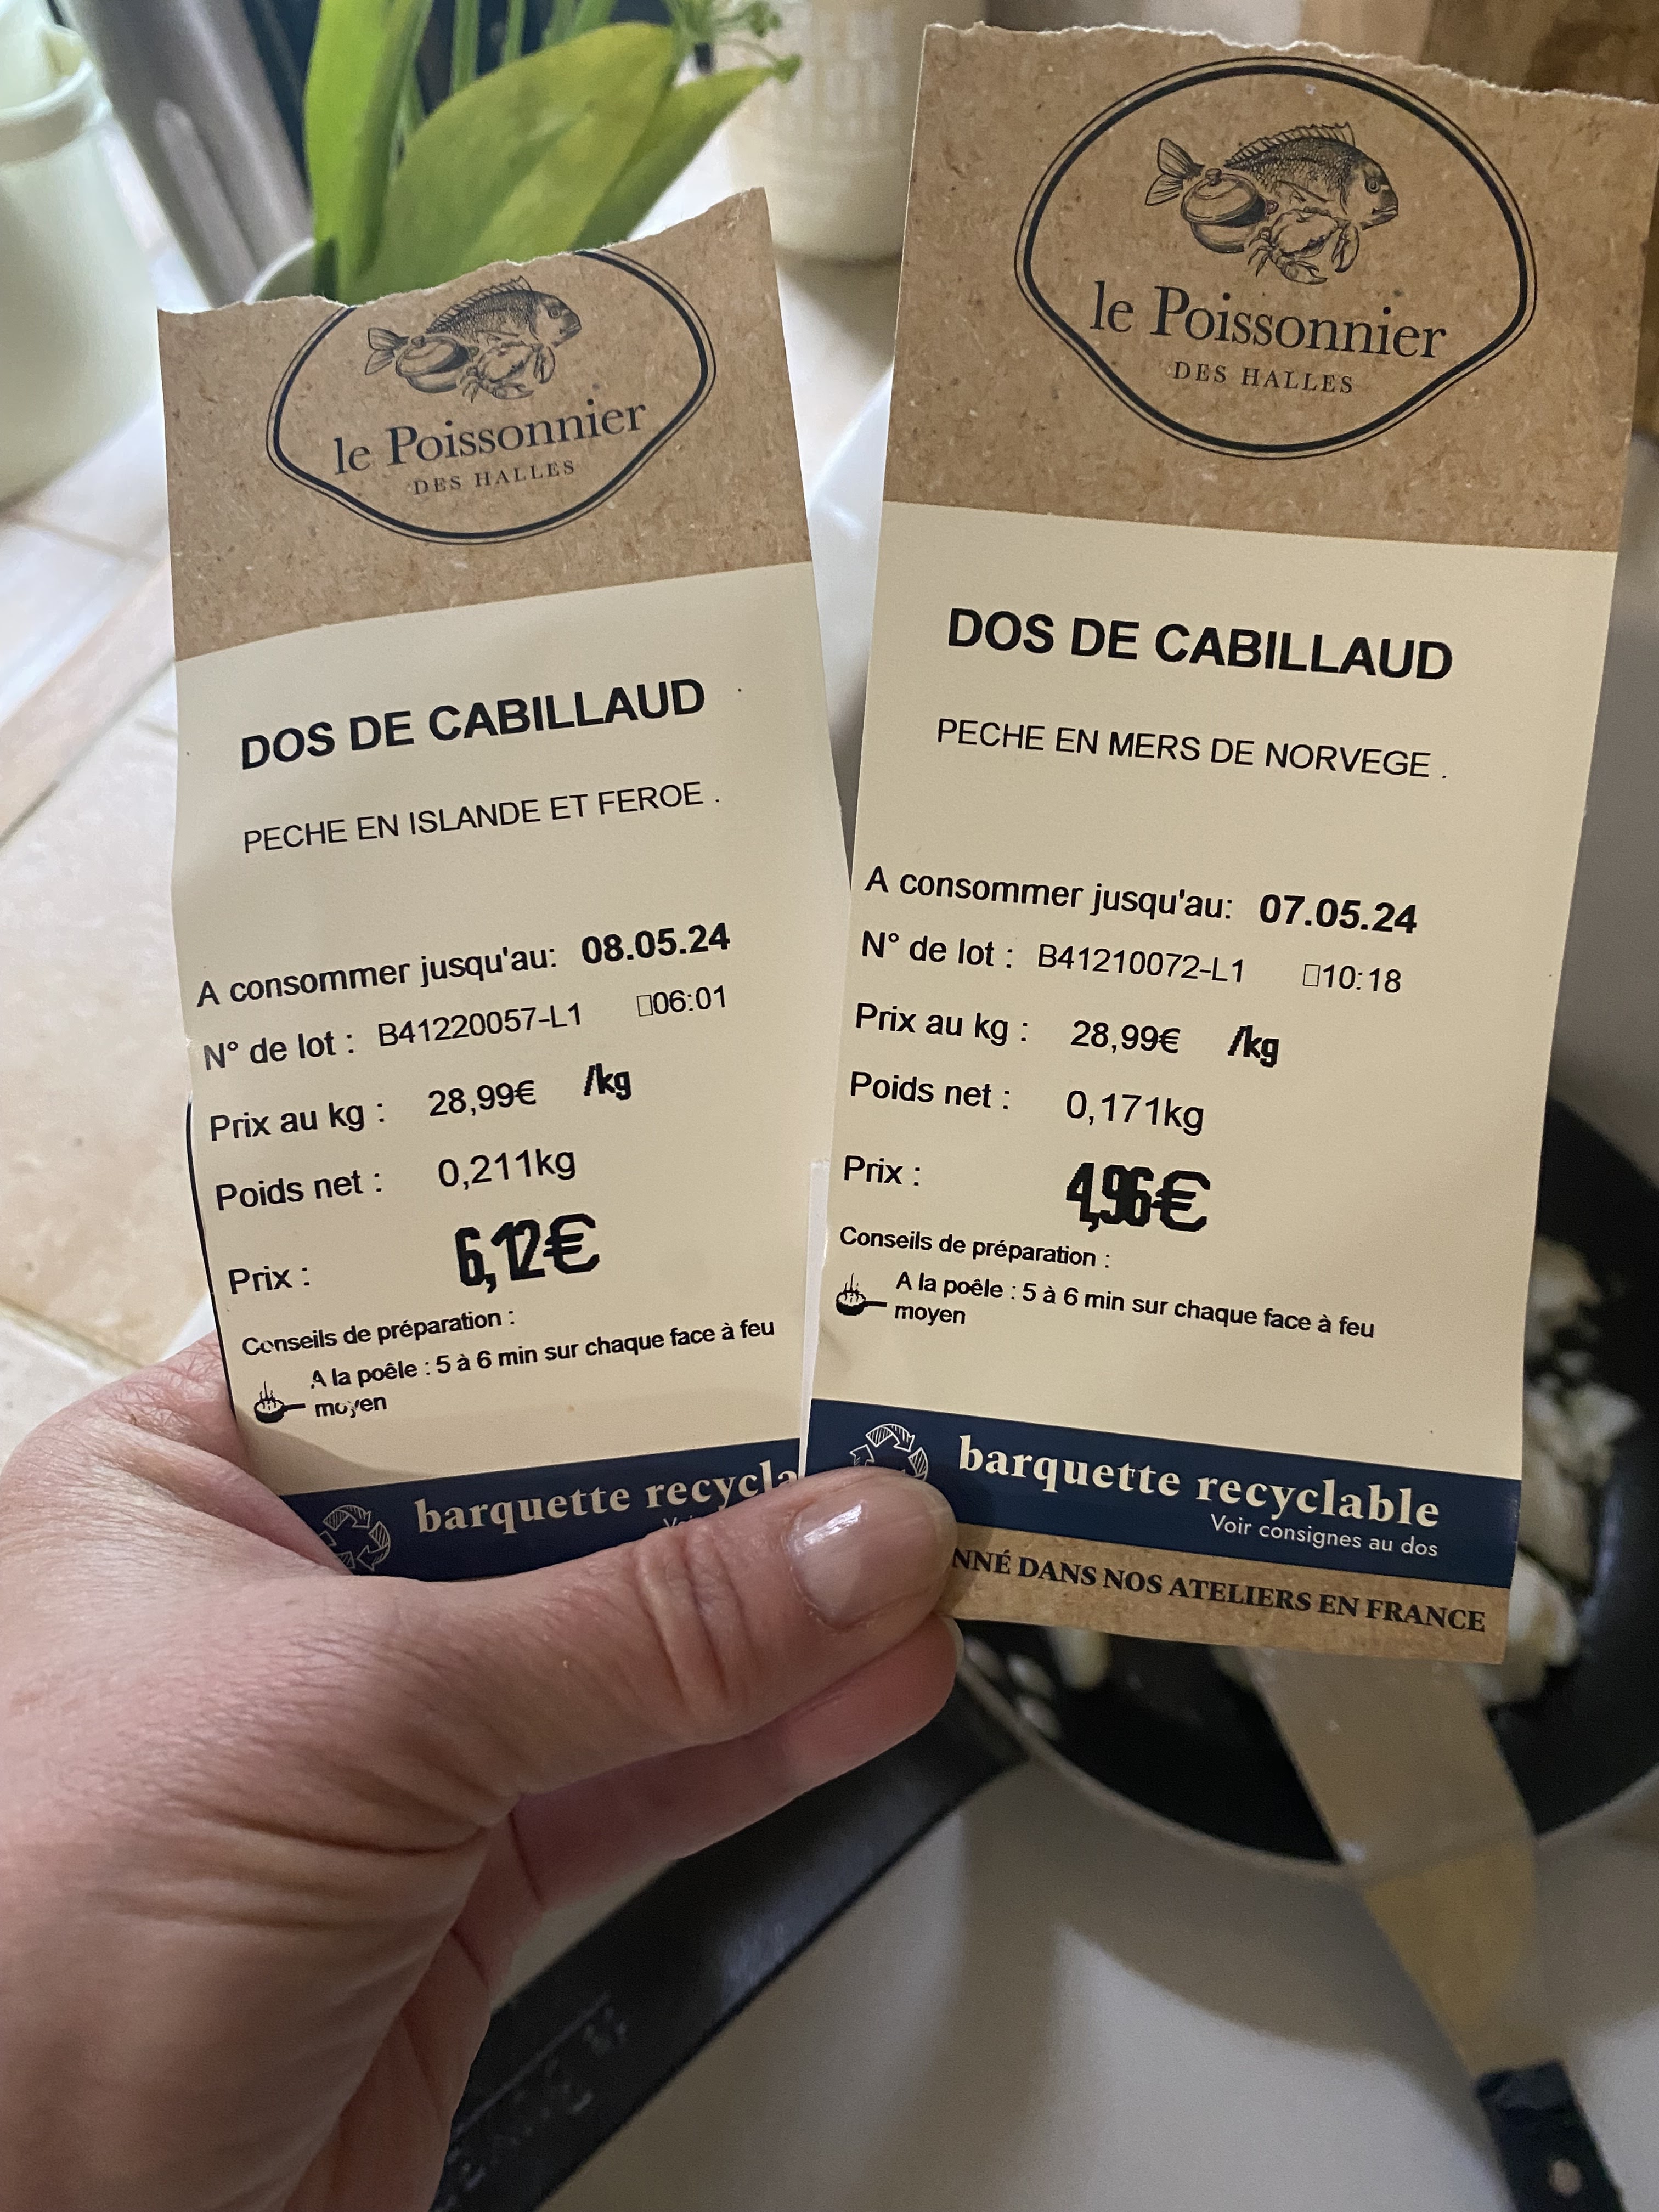 le Poissonnier
DES HALLES
DOS DE CABILLAUD
PECHE EN ISLANDE ET FEROE .
A consommer jusqu'au: 08.05.24
N° de lot : B41220057-L1 □06:01
Prix au kg : 28,99€ /kg
Poids net : 0,211kg
Prix : 6,12€
Conseils de préparation :
A la poêle : 5 à 6 min sur chaque face à feu
moyen
barquette recycla
le Poissonnier
DES HALLES
DOS DE CABILLAUD
PECHE EN MERS DE NORVEGE .
A consommer jusqu'au: 07.05.24
N° de lot : B41210072-L1 □10:18
Prix au kg : 28,99€ /kg
Poids net : 0,171kg
Prix : 4,96€
Conseils de préparation :
A la poêle : 5 à 6 min sur chaque face à feu
moyen
barquette recyclable
Voir consignes au dos
NNÉ DANS NOS ATELIERS EN FRANCE